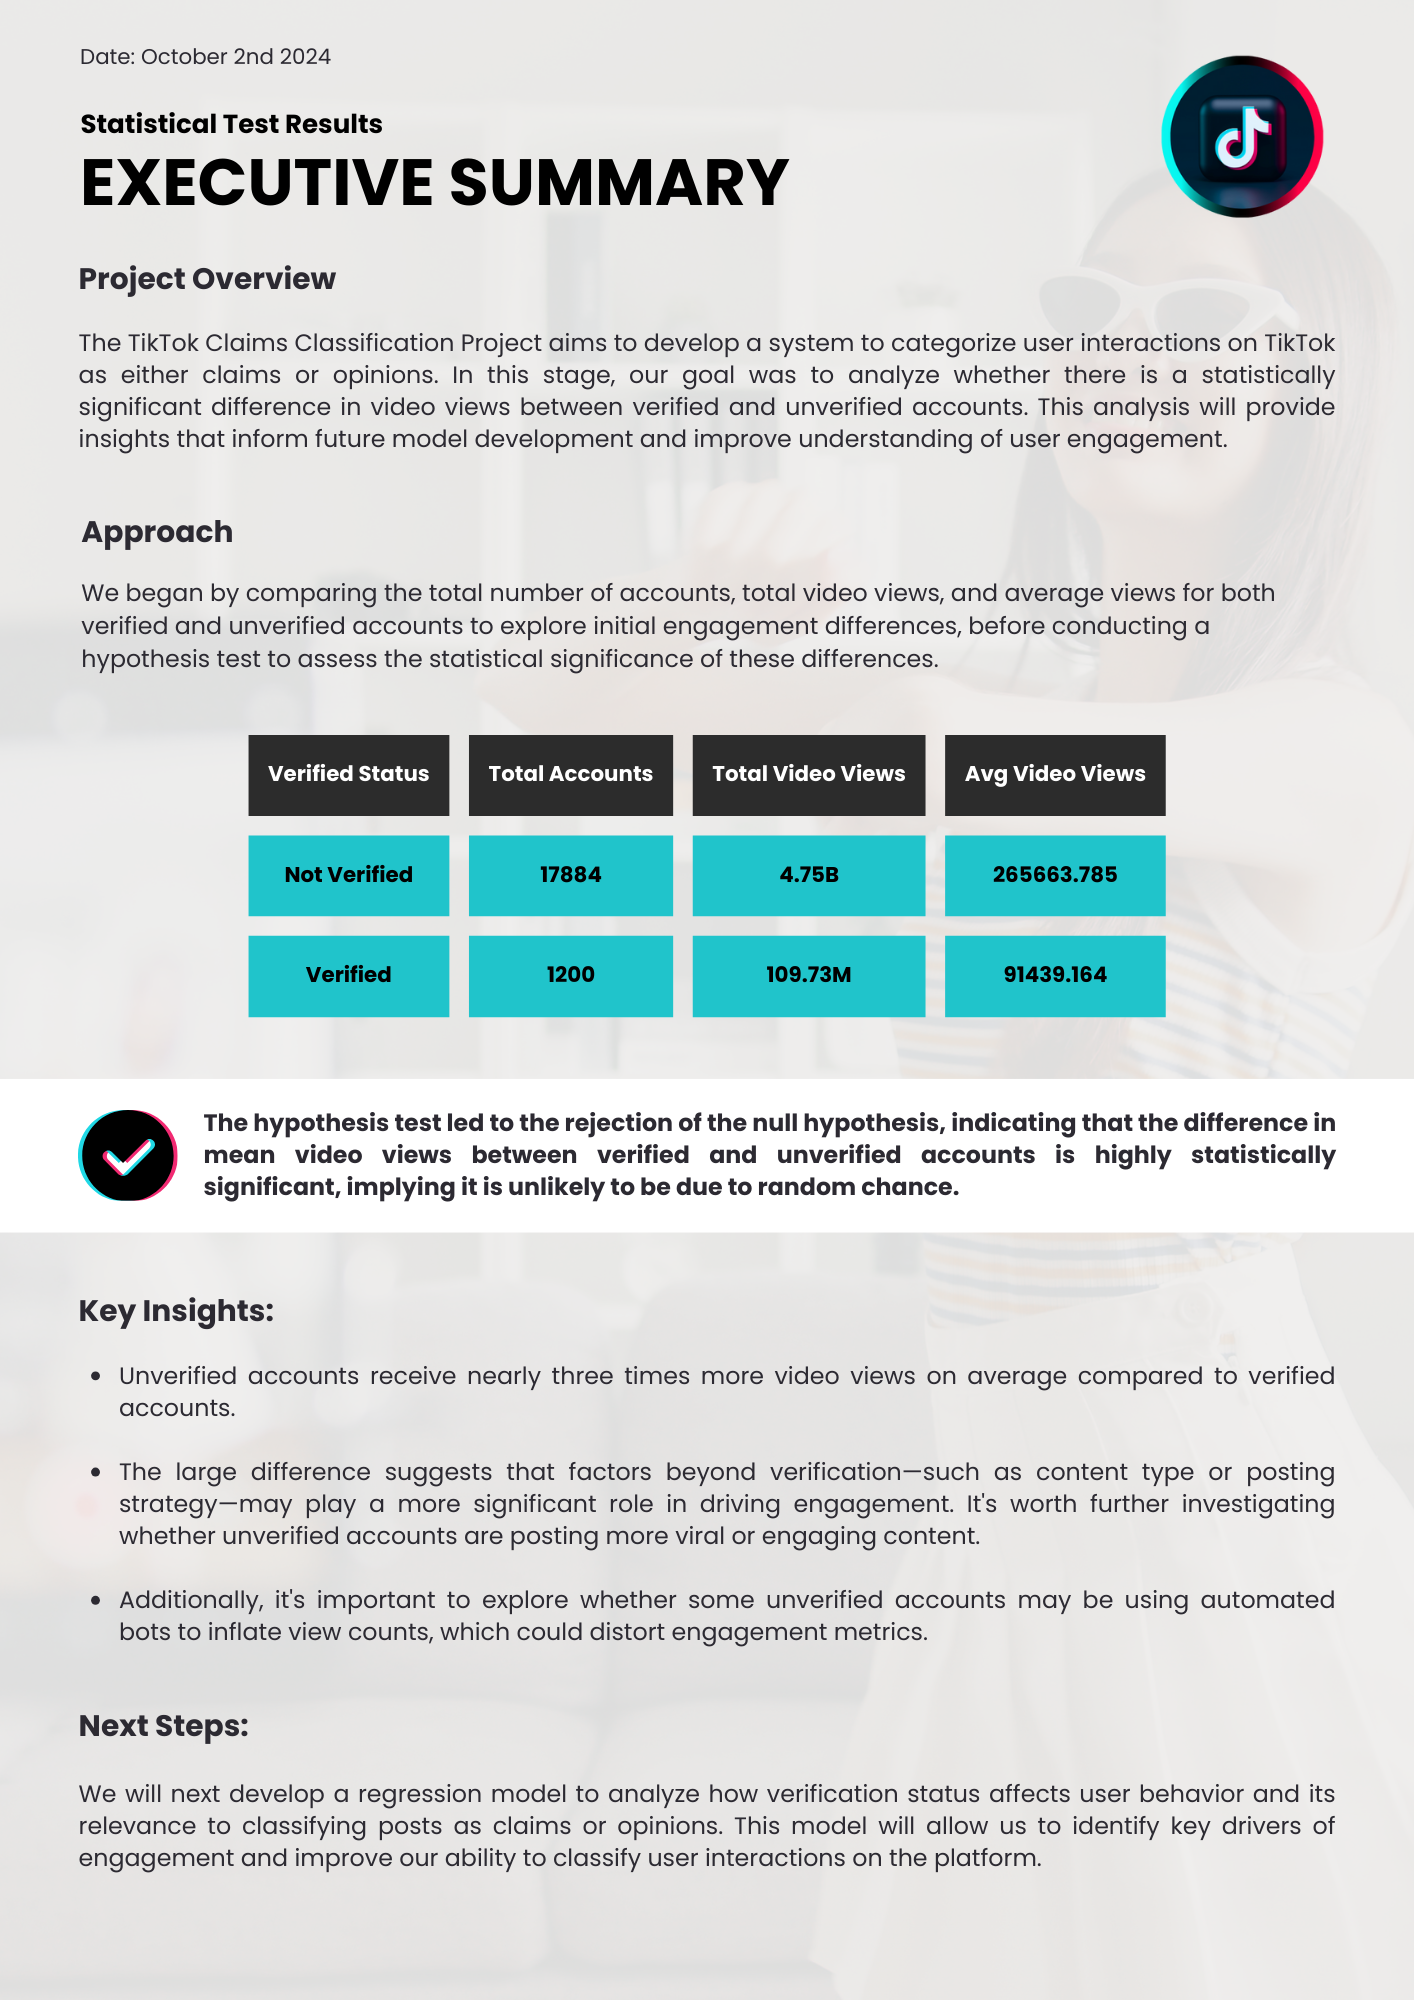 Date: October 2nd 2024
Statistical Test Results
EXECUTIVE SUMMARY
Project Overview
The TikTok Claims Classification Project aims to develop a system to categorize user interactions on TikTok
as either claims or opinions. In this stage, our goal was to analyze whether there is a statistically
significant difference in video views between verified and unverified accounts. This analysis will provide
insights that inform future model development and improve understanding of user engagement.
Approach
We began by comparing the total number of accounts, total video views, and average views for both
verified and unverified accounts to explore initial engagement differences, before conducting a
hypothesis test to assess the statistical significance of these differences.
Verified Status Total Accounts Total Video Views Avg Video Views
Not Verified 17884 4.75B 265663.785
Verified 1200 109.73M 91439.164
The hypothesis test led to the rejection of the null hypothesis, indicating that the difference in
mean video views between verified and unverified accounts is highly statistically
significant, implying it is unlikely to be due to random chance.
Key Insights:
• Unverified accounts receive nearly three times more video views on average compared to verified
accounts.
• The large difference suggests that factors beyond verification—such as content type or posting
strategy—may play a more significant role in driving engagement. It's worth further investigating
whether unverified accounts are posting more viral or engaging content.
• Additionally, it's important to explore whether some unverified accounts may be using automated
bots to inflate view counts, which could distort engagement metrics.
Next Steps:
We will next develop a regression model to analyze how verification status affects user behavior and its
relevance to classifying posts as claims or opinions. This model will allow us to identify key drivers of
engagement and improve our ability to classify user interactions on the platform.